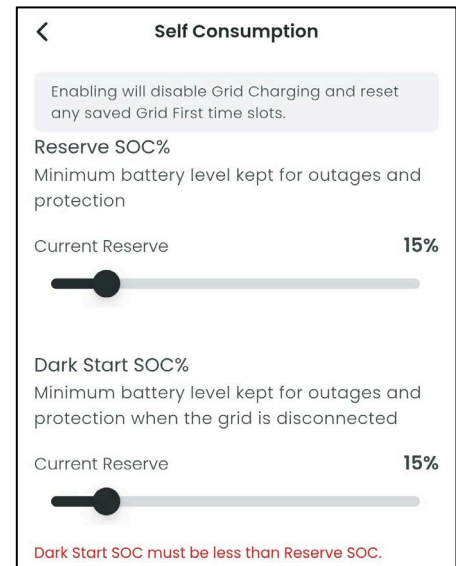 Self Consumption
Enabling will disable Grid Charging and reset
any saved Grid First time slots.
Reserve SOC%
Minimum battery level kept for outages and
protection
Current Reserve 15%
Dark Start SOC%
Minimum battery level kept for outages and
protection when the grid is disconnected
Current Reserve 15%
Dark Start SOC must be less than Reserve SOC.